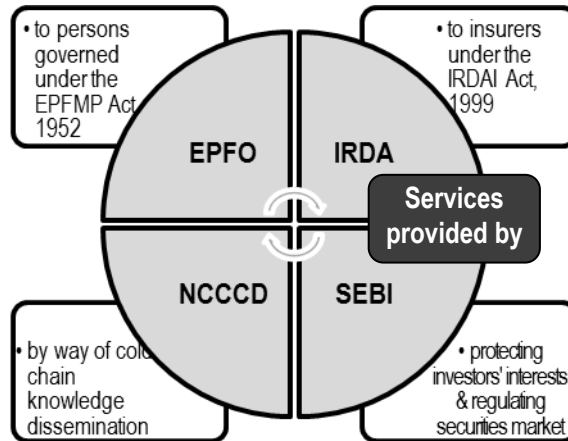 • to persons
governed
under the
EPFMP Act,
1952
• to insurers
under the
IRDAI Act,
1999
EPFO
IRDA
Services
provided by
NCCCD
SEBI
• by way of cold
chain
knowledge
dissemination
• protecting
investors' interests
& regulating
securities market